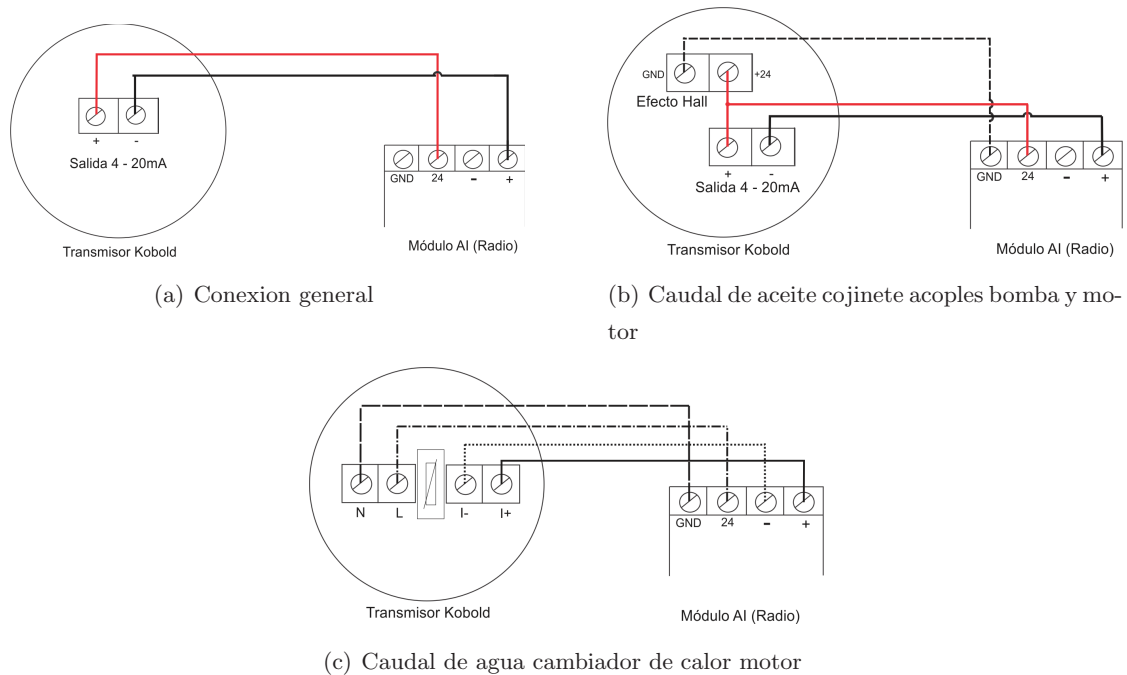 + -
Salida 4 - 20mA
Transmisor Kobold
GND 24 - +
Módulo AI (Radio)
(a) Conexion general
GND +24
Efecto Hall
+ -
Salida 4 - 20mA
Transmisor Kobold
GND 24 - +
Módulo AI (Radio)
(b) Caudal de aceite cojinete acoples bomba y mo-
tor
N L I- I+
Transmisor Kobold
GND 24 - +
Módulo AI (Radio)
(c) Caudal de agua cambiador de calor motor